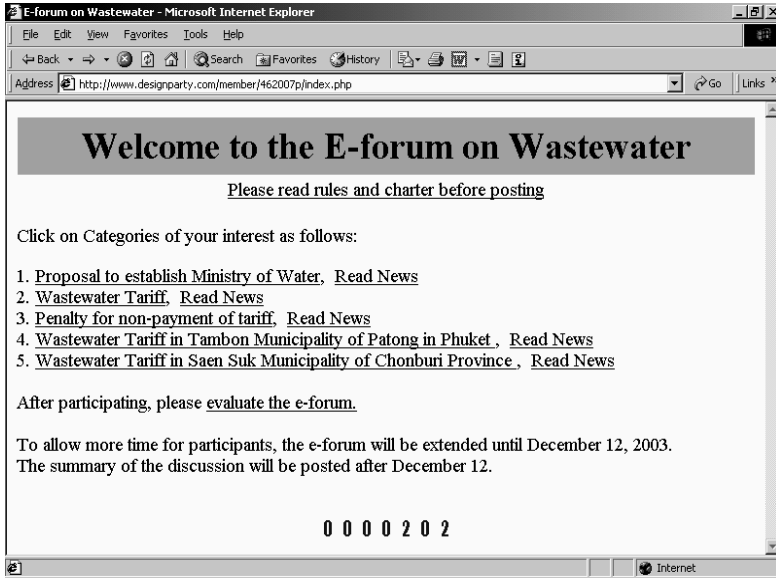 E-forum on Wastewater - Microsoft Internet Explorer
File Edit View Favorites Tools Help
Back Search Favorites History
Address http://www.designparty.com/member/462007p/index.php Go Links »
Welcome to the E-forum on Wastewater
Please read rules and charter before posting
Click on Categories of your interest as follows:
1. Proposal to establish Ministry of Water, Read News
2. Wastewater Tariff, Read News
3. Penalty for non-payment of tariff, Read News
4. Wastewater Tariff in Tambon Municipality of Patong in Phuket , Read News
5. Wastewater Tariff in Saen Suk Municipality of Chonburi Province , Read News
After participating, please evaluate the e-forum.
To allow more time for participants, the e-forum will be extended until December 12, 2003.
The summary of the discussion will be posted after December 12.
0 0 0 0 2 0 2
Internet